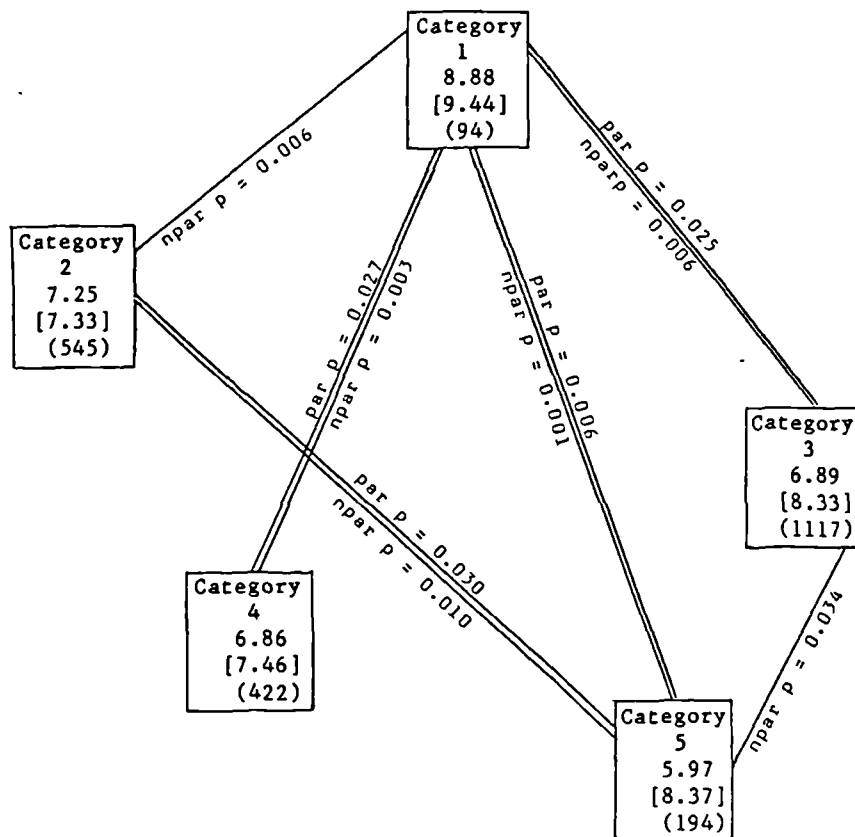 Category
1
8.88
[9.44]
(94)
npar p = 0.006
par p = 0.025
nparp = 0.006
Category
2
7.25
[7.33]
(545)
par p = 0.027
npar p = 0.003
par p = 0.006
npar p = 0.001
Category
3
6.89
[8.33]
(1117)
par p = 0.030
npar p = 0.010
npar p = 0.034
Category
4
6.86
[7.46]
(422)
Category
5
5.97
[8.37]
(194)